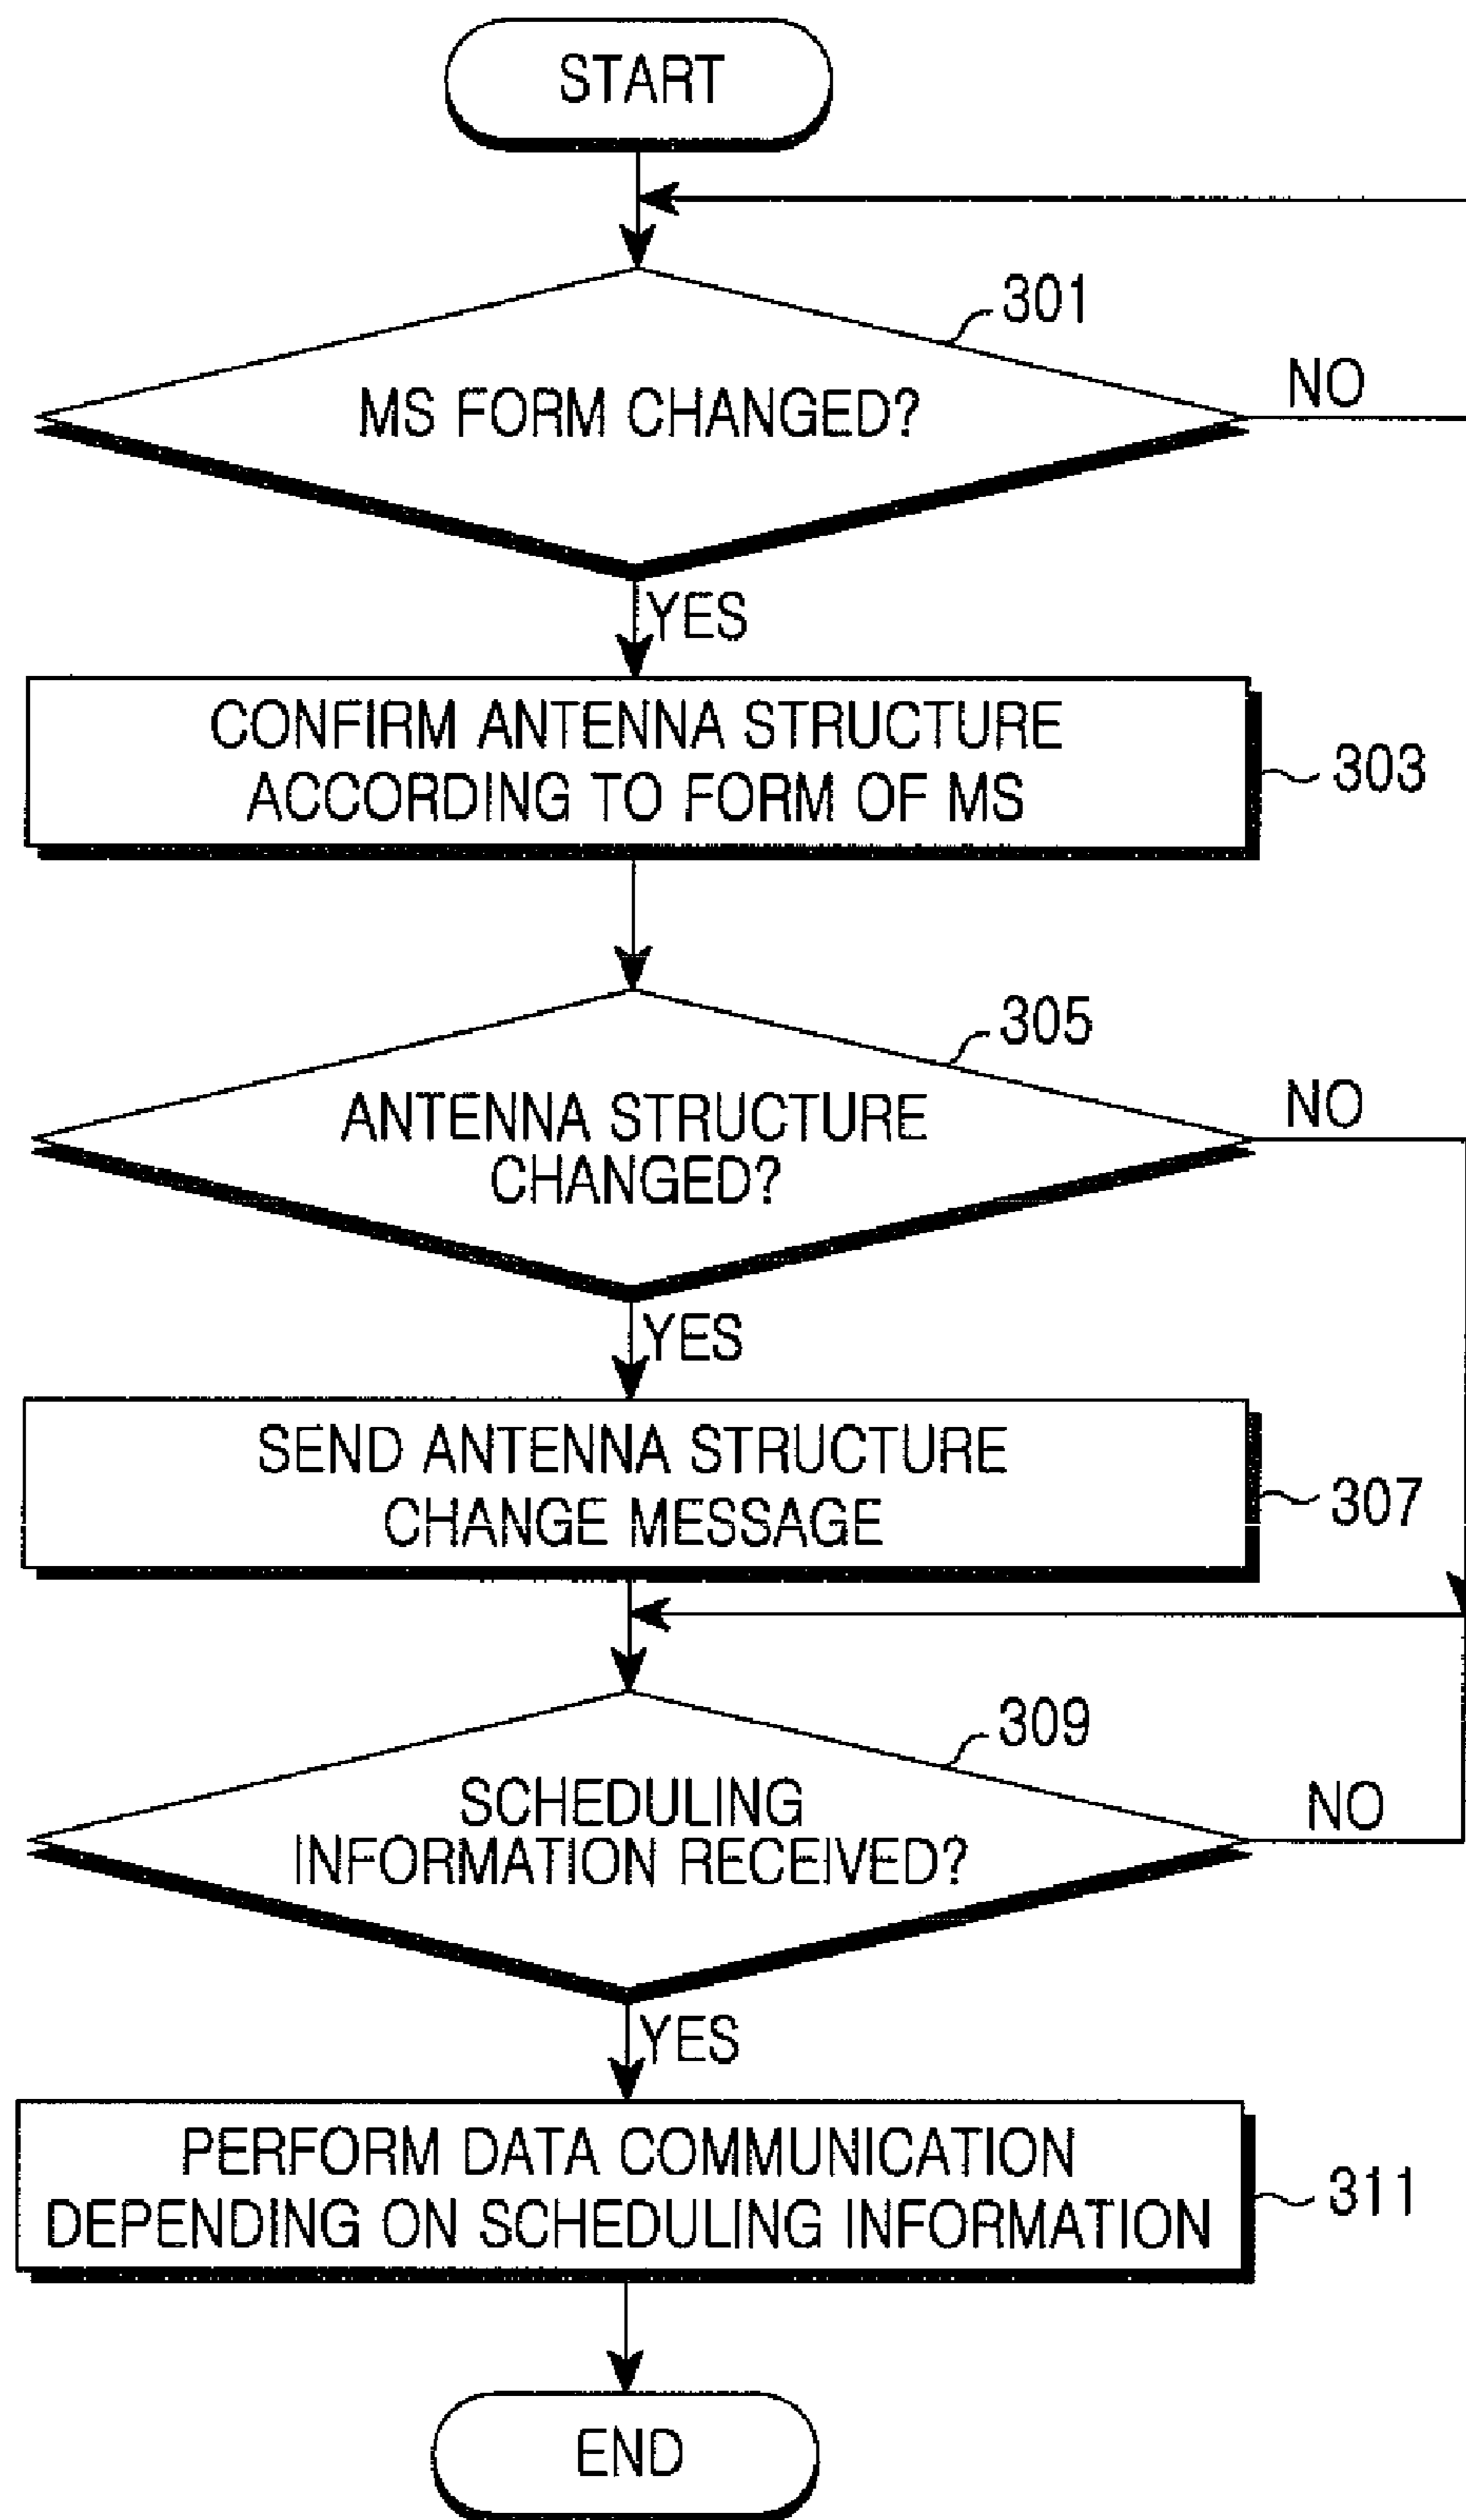 START
301
MS FORM CHANGED?
NO
YES
CONFIRM ANTENNA STRUCTURE
ACCORDING TO FORM OF MS
303
305
ANTENNA STRUCTURE
CHANGED?
NO
YES
SEND ANTENNA STRUCTURE
CHANGE MESSAGE
307
309
SCHEDULING
INFORMATION RECEIVED?
NO
YES
PERFORM DATA COMMUNICATION
DEPENDING ON SCHEDULING INFORMATION
311
END